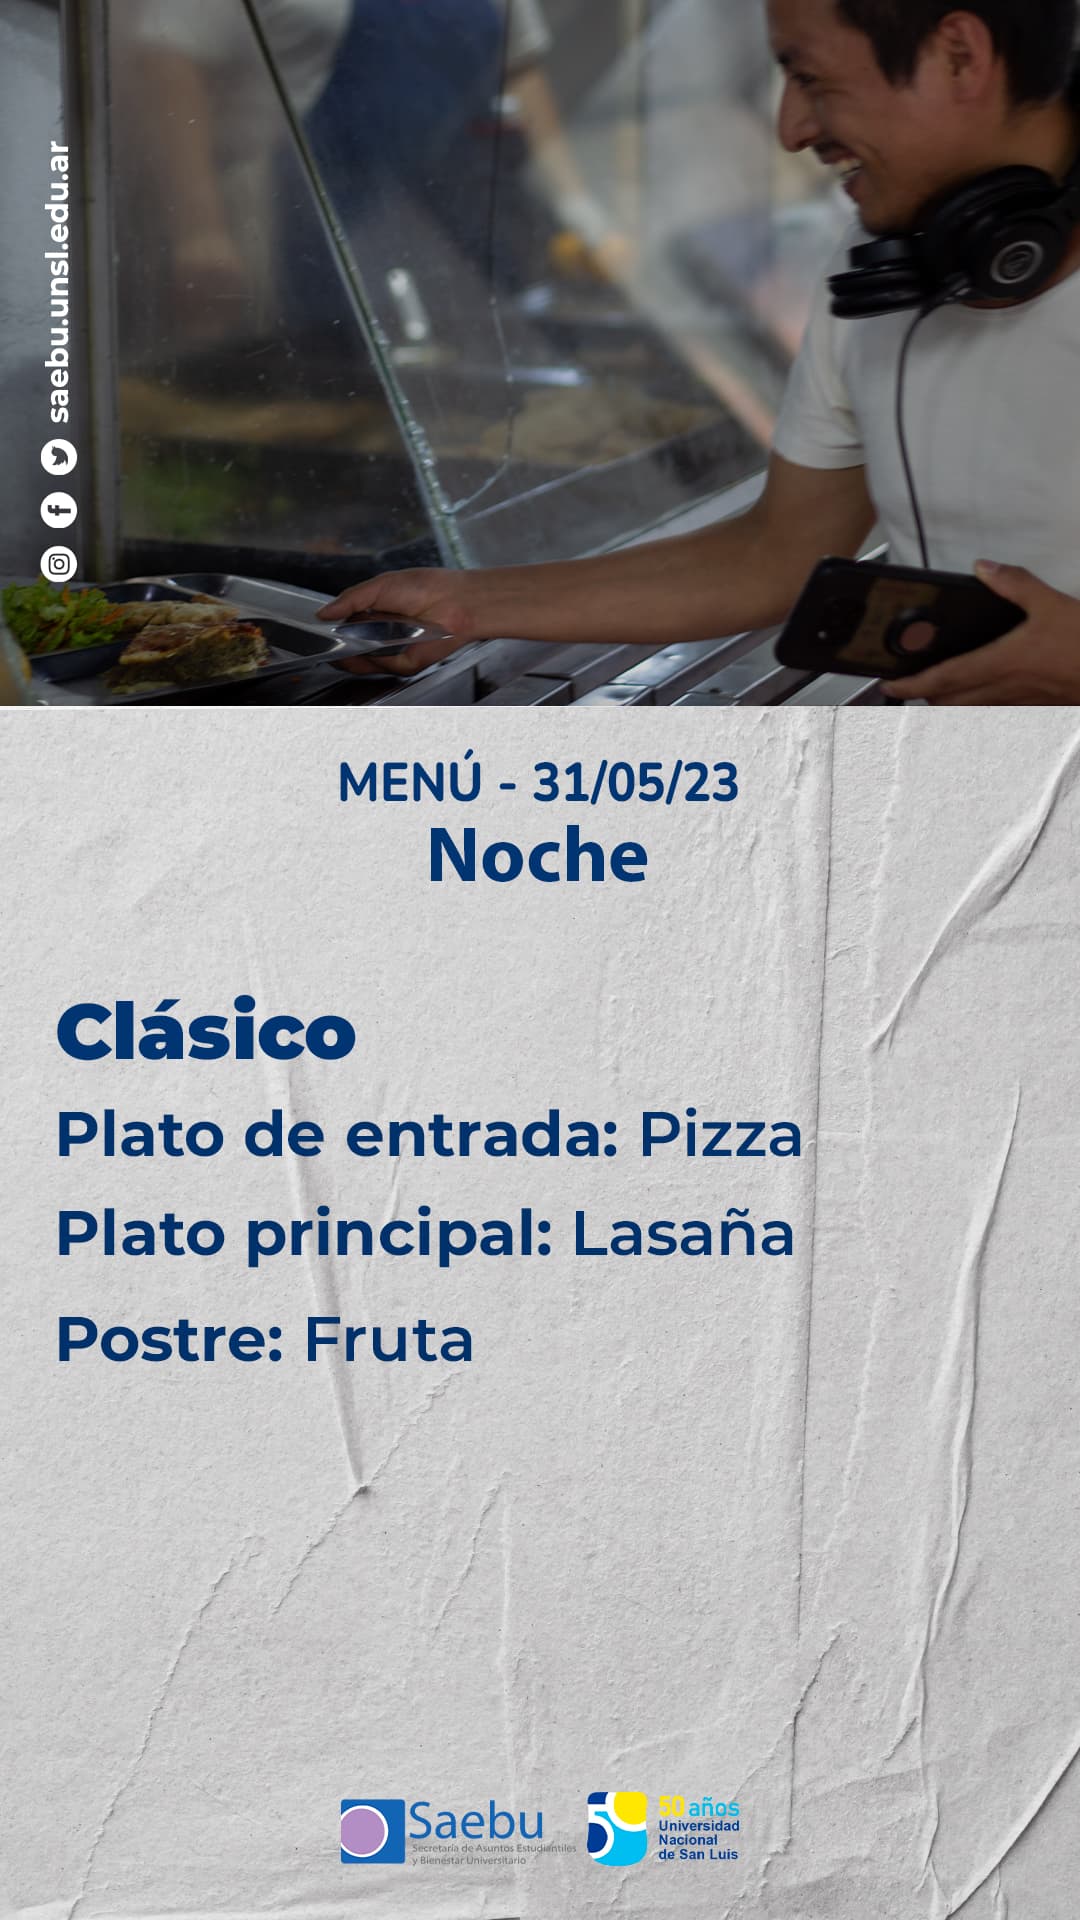 saebu.unsl.edu.ar
MENÚ - 31/05/23
Noche
Clásico
Plato de entrada: Pizza
Plato principal: Lasaña
Postre: Fruta
Saebu
Secretaría de Asuntos Estudiantiles
y Bienestar Universitario
50 años
Universidad
Nacional
de San Luis